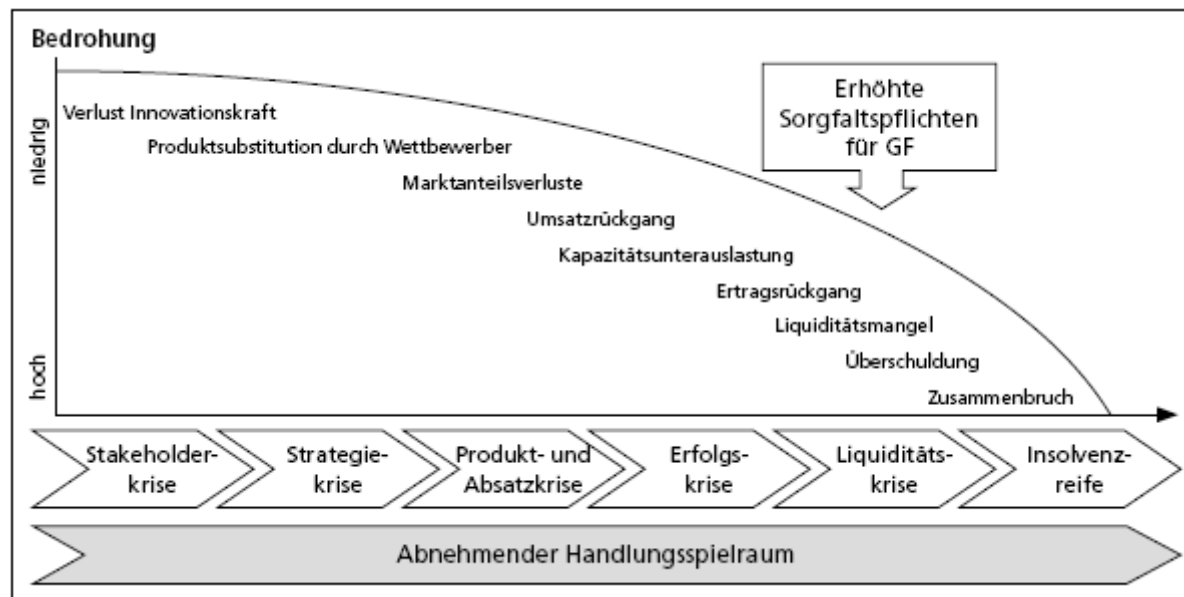 Bedrohung
niedrig
hoch
Verlust Innovationskraft
Produktsubstitution durch Wettbewerber
Marktanteilsverluste
Umsatzrückgang
Kapazitätsunterauslastung
Ertragsrückgang
Liquiditätsmangel
Überschuldung
Zusammenbruch
Erhöhte
Sorgfaltspflichten
für GF
Stakeholder-
krise
Strategie-
krise
Produkt- und
Absatzkrise
Erfolgs-
krise
Liquiditäts-
krise
Insolvenz-
reife
Abnehmender Handlungsspielraum